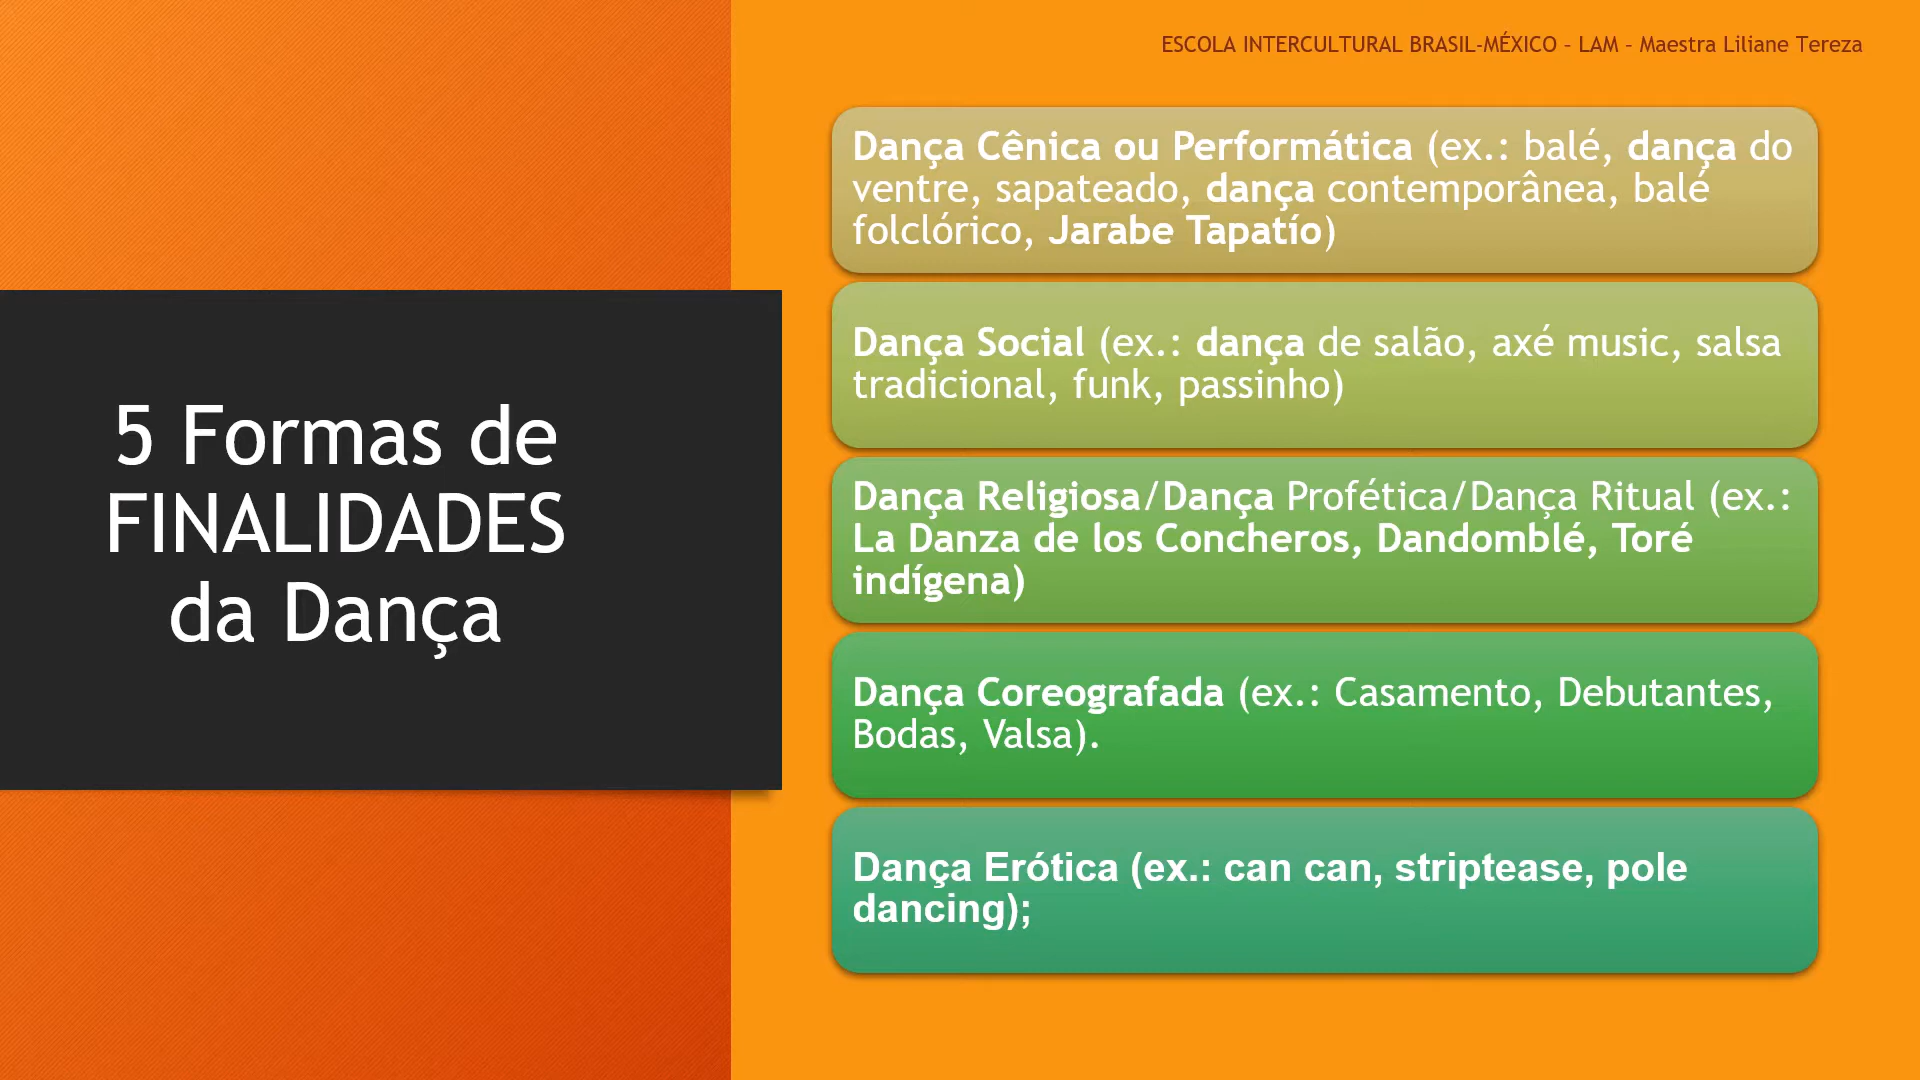 ESCOLA INTERCULTURAL BRASIL-MÉXICO - LAM - Maestra Liliane Tereza
5 Formas de
FINALIDADES
da Dança
Dança Cênica ou Performática (ex.: balé, dança do
ventre, sapateado, dança contemporânea, balé
folclórico, Jarabe Tapatío)
Dança Social (ex.: dança de salão, axé music, salsa
tradicional, funk, passinho)
Dança Religiosa/Dança Profética/Dança Ritual (ex.:
La Danza de los Concheros, Dandomblé, Toré
indígena)
Dança Coreografada (ex.: Casamento, Debutantes,
Bodas, Valsa).
Dança Erótica (ex.: can can, striptease, pole
dancing);